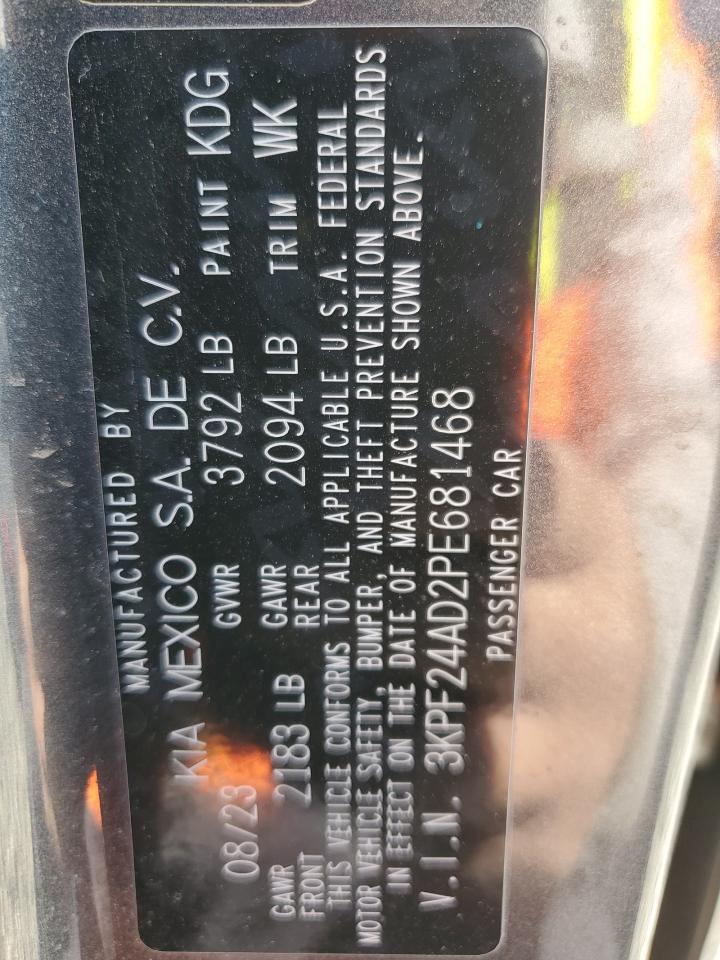 MANUFACTURED BY
KIA MEXICO S.A. DE C.V.
08/23 GVWR 3792 LB PAINT KDG
GAWR FRONT 2183 LB GAWR REAR 2094 LB TRIM WK
THIS VEHICLE CONFORMS TO ALL APPLICABLE U.S.A. FEDERAL
MOTOR VEHICLE SAFETY, BUMPER, AND THEFT PREVENTION STANDARDS
IN EFFECT ON THE DATE OF MANUFACTURE SHOWN ABOVE.
V.I.N. 3KPF24AD2PE681468
PASSENGER CAR